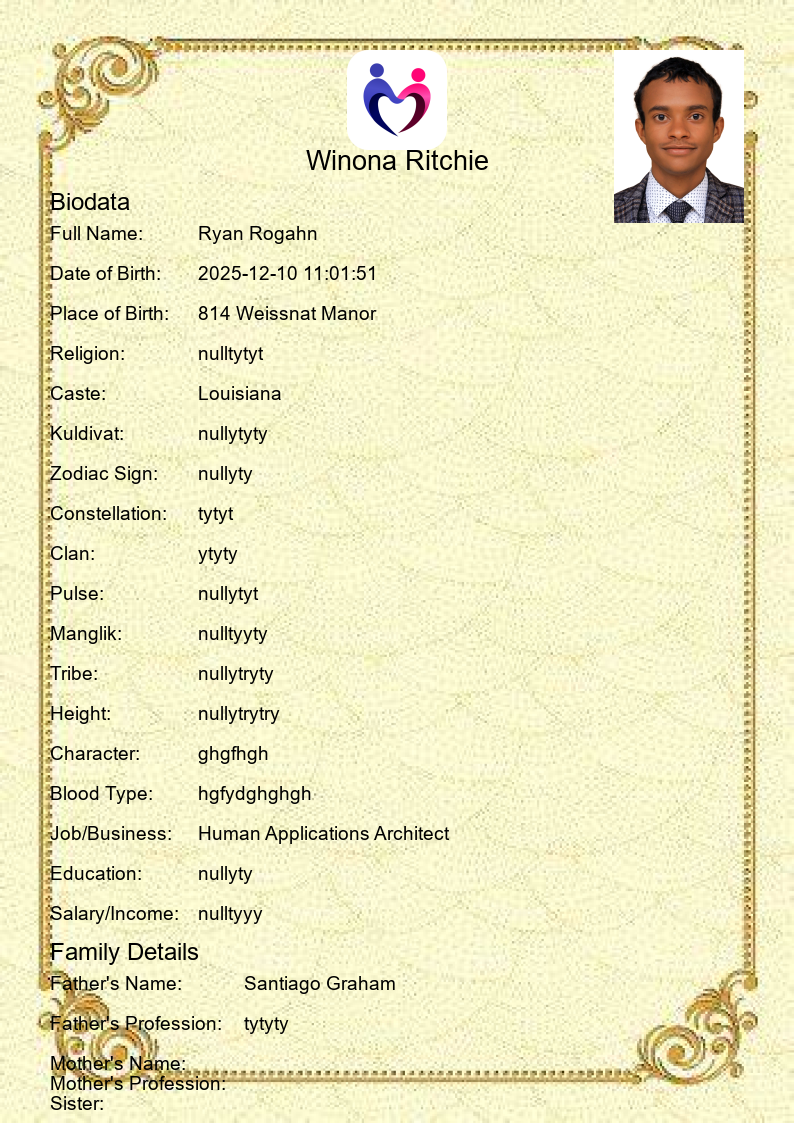 Winona Ritchie
Biodata
Full Name: Ryan Rogahn
Date of Birth: 2025-12-10 11:01:51
Place of Birth: 814 Weissnat Manor
Religion: nulltytyt
Caste: Louisiana
Kuldivat: nullytyty
Zodiac Sign: nullyty
Constellation: tytyt
Clan: ytyty
Pulse: nullytyt
Manglik: nulltyyty
Tribe: nullytryty
Height: nullytrytry
Character: ghgfhgh
Blood Type: hgfydghghgh
Job/Business: Human Applications Architect
Education: nullyty
Salary/Income: nulltyyy
Family Details
Father's Name: Santiago Graham
Father's Profession: tytyty
Mother's Name:
Mother's Profession:
Sister: